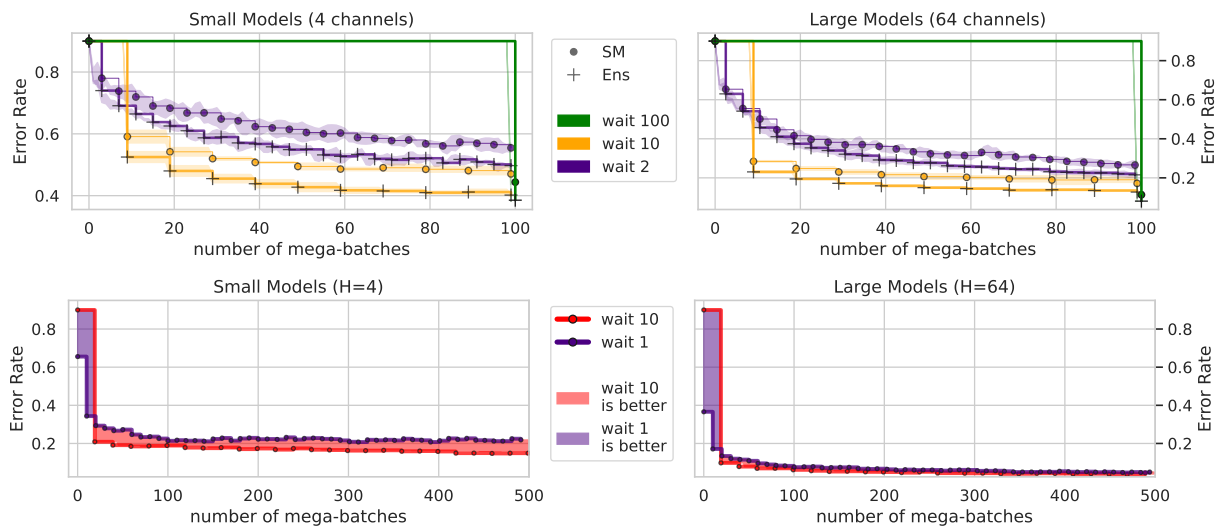 Small Models (4 channels)
Error Rate
0.8
0.6
0.4
0
20
40
60
80
100
number of mega-batches
SM
Ens
wait 100
wait 10
wait 2
Large Models (64 channels)
0.8
0.6
0.4
0.2
Error Rate
0
20
40
60
80
100
number of mega-batches
Small Models (H=4)
Error Rate
0.8
0.6
0.4
0.2
0
100
200
300
400
500
number of mega-batches
wait 10
wait 1
wait 10
is better
wait 1
is better
Large Models (H=64)
0.8
0.6
0.4
0.2
Error Rate
0
100
200
300
400
500
number of mega-batches